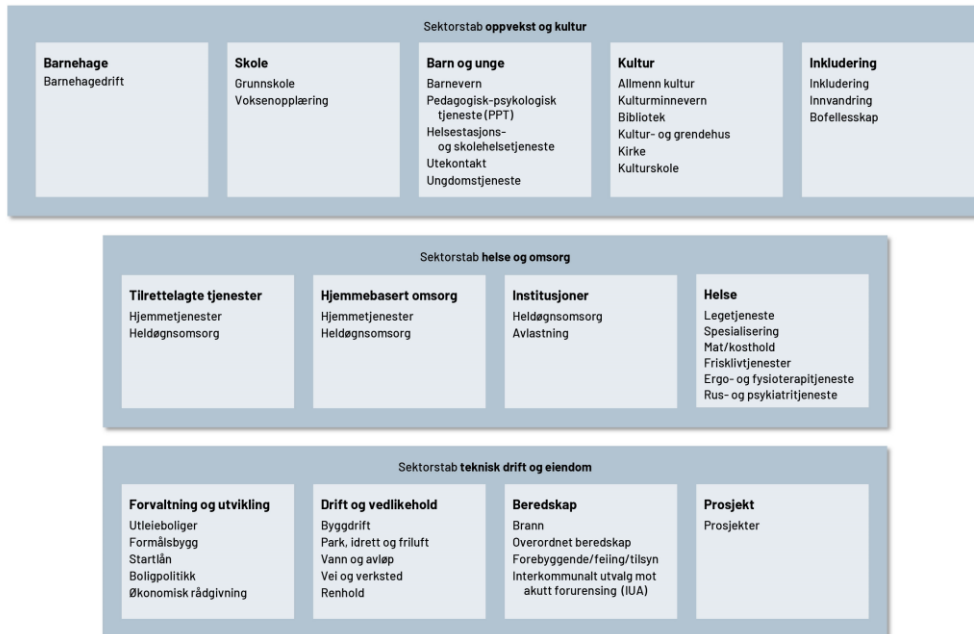 Sektorstab oppvekst og kultur
Barnehage
Barnehagedrift
Skole
Grunnskole
Voksenopplæring
Barn og unge
Barnevern
Pedagogisk-psykologisk
tjeneste (PPT)
Helsestasjons-
og skolehelsetjeneste
Utekontakt
Ungdomstjeneste
Kultur
Allmenn kultur
Kulturminnevern
Bibliotek
Kultur- og grendehus
Kirke
Kulturskole
Inkludering
Inkludering
Innvandring
Bofellesskap
Sektorstab helse og omsorg
Tilrettelagte tjenester
Hjemmetjenester
Heldøgnsomsorg
Hjemmebasert omsorg
Hjemmetjenester
Heldøgnsomsorg
Institusjoner
Heldøgnsomsorg
Avlastning
Helse
Legetjeneste
Spesialisering
Mat/kosthold
Frisklivtjenester
Ergo- og fysioterapitjeneste
Rus- og psykiatritjeneste
Sektorstab teknisk drift og eiendom
Forvaltning og utvikling
Utleieboliger
Formålsbygg
Startlån
Boligpolitikk
Økonomisk rådgivning
Drift og vedlikehold
Byggdrift
Park, idrett og friluft
Vann og avløp
Vei og verksted
Renhold
Beredskap
Brann
Overordnet beredskap
Forebyggende/feiing/tilsyn
Interkommunalt utvalg mot
akutt forurensing (IUA)
Prosjekt
Prosjekter